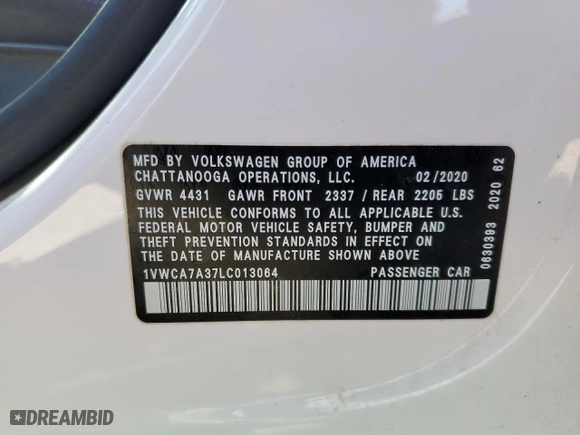 MFD BY VOLKSWAGEN GROUP OF AMERICA
CHATTANOOGA OPERATIONS, LLC. 02/2020
GVWR 4431 GAWR FRONT 2337 / REAR 2205 LBS
THIS VEHICLE CONFORMS TO ALL APPLICABLE U.S.
FEDERAL MOTOR VEHICLE SAFETY, BUMPER AND
THEFT PREVENTION STANDARDS IN EFFECT ON THE
DATE OF MANUFACTURE SHOWN ABOVE
1VWCA7A37LC013064 PASSENGER CAR
0630393 2020 62
DREAMBID